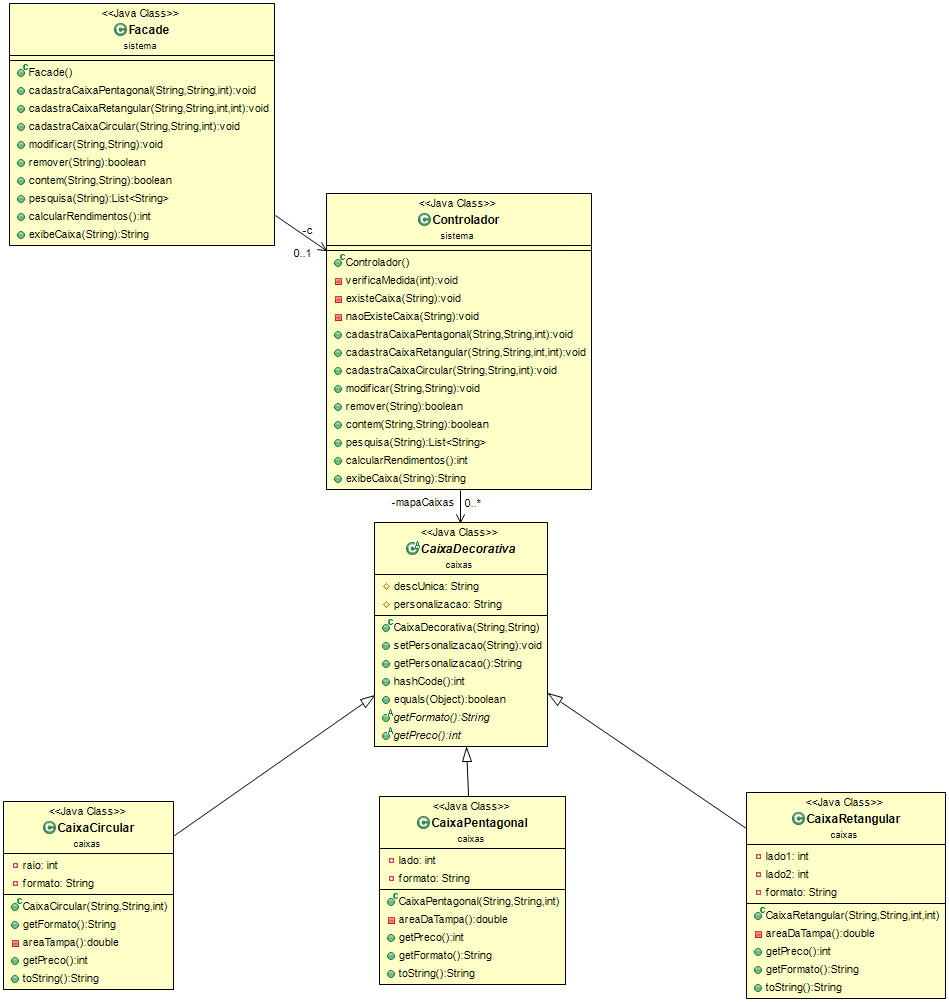 <<Java Class>>
Facade
sistema
Facade()
cadastraCaixaPentagonal(String,String,int):void
cadastraCaixaRetangular(String,String,int,int):void
cadastraCaixaCircular(String,String,int):void
modificar(String,String):void
remover(String):boolean
contem(String,String):boolean
pesquisa(String):List<String>
calcularRendimentos():int
exibeCaixa(String):String
-c
0..1
<<Java Class>>
Controlador
sistema
Controlador()
verificaMedida(int):void
existeCaixa(String):void
naoExisteCaixa(String):void
cadastraCaixaPentagonal(String,String,int):void
cadastraCaixaRetangular(String,String,int,int):void
cadastraCaixaCircular(String,String,int):void
modificar(String,String):void
remover(String):boolean
contem(String,String):boolean
pesquisa(String):List<String>
calcularRendimentos():int
exibeCaixa(String):String
-mapaCaixas 0..*
<<Java Class>>
CaixaDecorativa
caixas
descUnica: String
personalizacao: String
CaixaDecorativa(String,String)
setPersonalizacao(String):void
getPersonalizacao():String
hashCode():int
equals(Object):boolean
getFormato():String
getPreco():int
<<Java Class>>
CaixaCircular
caixas
raio: int
formato: String
CaixaCircular(String,String,int)
getFormato():String
areaTampa():double
getPreco():int
toString():String
<<Java Class>>
CaixaPentagonal
caixas
lado: int
formato: String
CaixaPentagonal(String,String,int)
areaDaTampa():double
getPreco():int
getFormato():String
toString():String
<<Java Class>>
CaixaRetangular
caixas
lado1: int
lado2: int
formato: String
CaixaRetangular(String,String,int,int)
areaDaTampa():double
getPreco():int
getFormato():String
toString():String